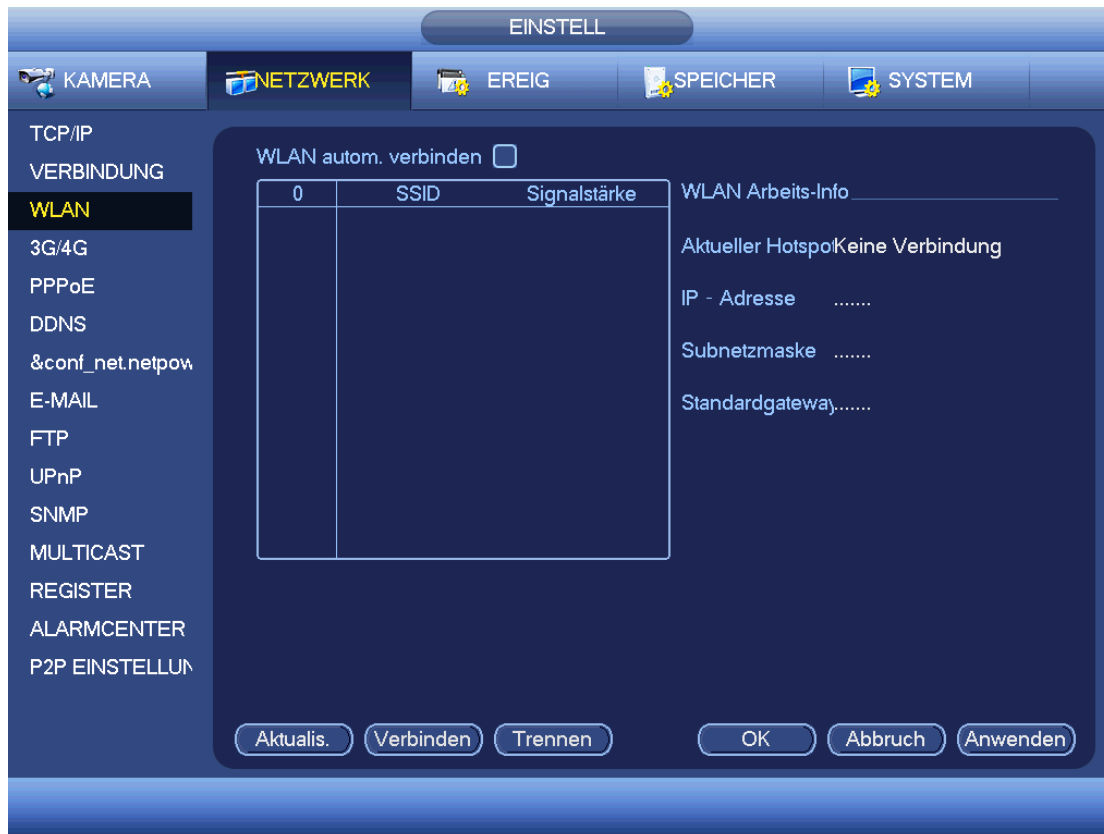 EINSTELL
KAMERA
NETZWERK
EREIG
SPEICHER
SYSTEM
TCP/IP
VERBINDUNG
WLAN
3G/4G
PPPoE
DDNS
&conf_net.netpow
E-MAIL
FTP
UPnP
SNMP
MULTICAST
REGISTER
ALARMCENTER
P2P EINSTELLUN
WLAN autom. verbinden
0 SSID Signalstärke
WLAN Arbeits-Info
Aktueller Hotspot Keine Verbindung
IP - Adresse .......
Subnetzmaske .......
Standardgateway.......
Aktualis. Verbinden Trennen OK Abbruch Anwenden